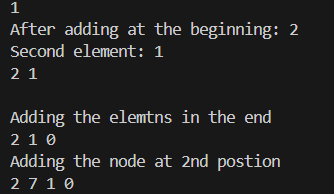 1
After adding at the beginning: 2
Second element: 1
2 1
Adding the elemtns in the end
2 1 0
Adding the node at 2nd postion
2 7 1 0